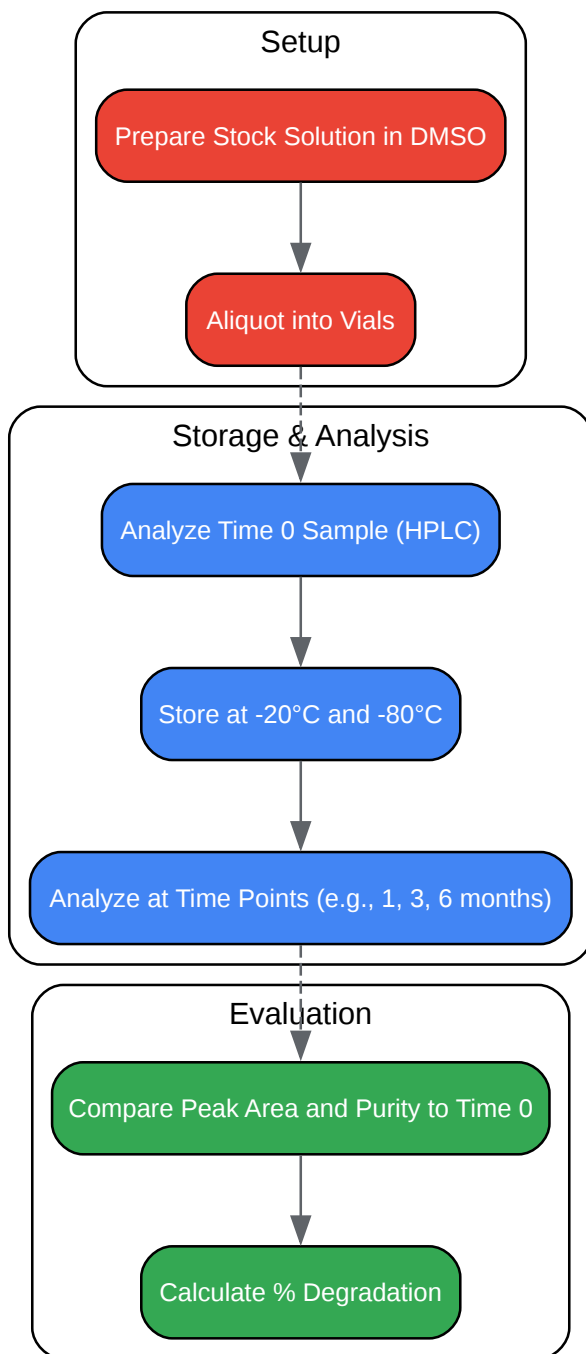 Setup
Prepare Stock Solution in DMSO
Aliquot into Vials
Storage & Analysis
Analyze Time 0 Sample (HPLC)
Store at -20°C and -80°C
Analyze at Time Points (e.g., 1, 3, 6 months)
Evaluation
Compare Peak Area and Purity to Time 0
Calculate % Degradation